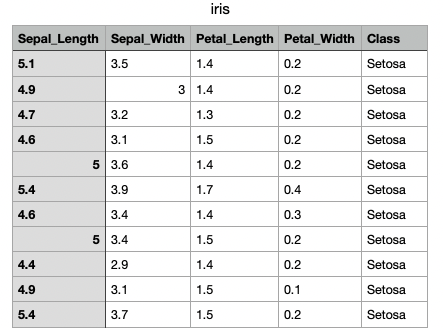 iris
Sepal_Length Sepal_Width Petal_Length Petal_Width Class
5.1 3.5 1.4 0.2 Setosa
4.9 3 1.4 0.2 Setosa
4.7 3.2 1.3 0.2 Setosa
4.6 3.1 1.5 0.2 Setosa
5 3.6 1.4 0.2 Setosa
5.4 3.9 1.7 0.4 Setosa
4.6 3.4 1.4 0.3 Setosa
5 3.4 1.5 0.2 Setosa
4.4 2.9 1.4 0.2 Setosa
4.9 3.1 1.5 0.1 Setosa
5.4 3.7 1.5 0.2 Setosa